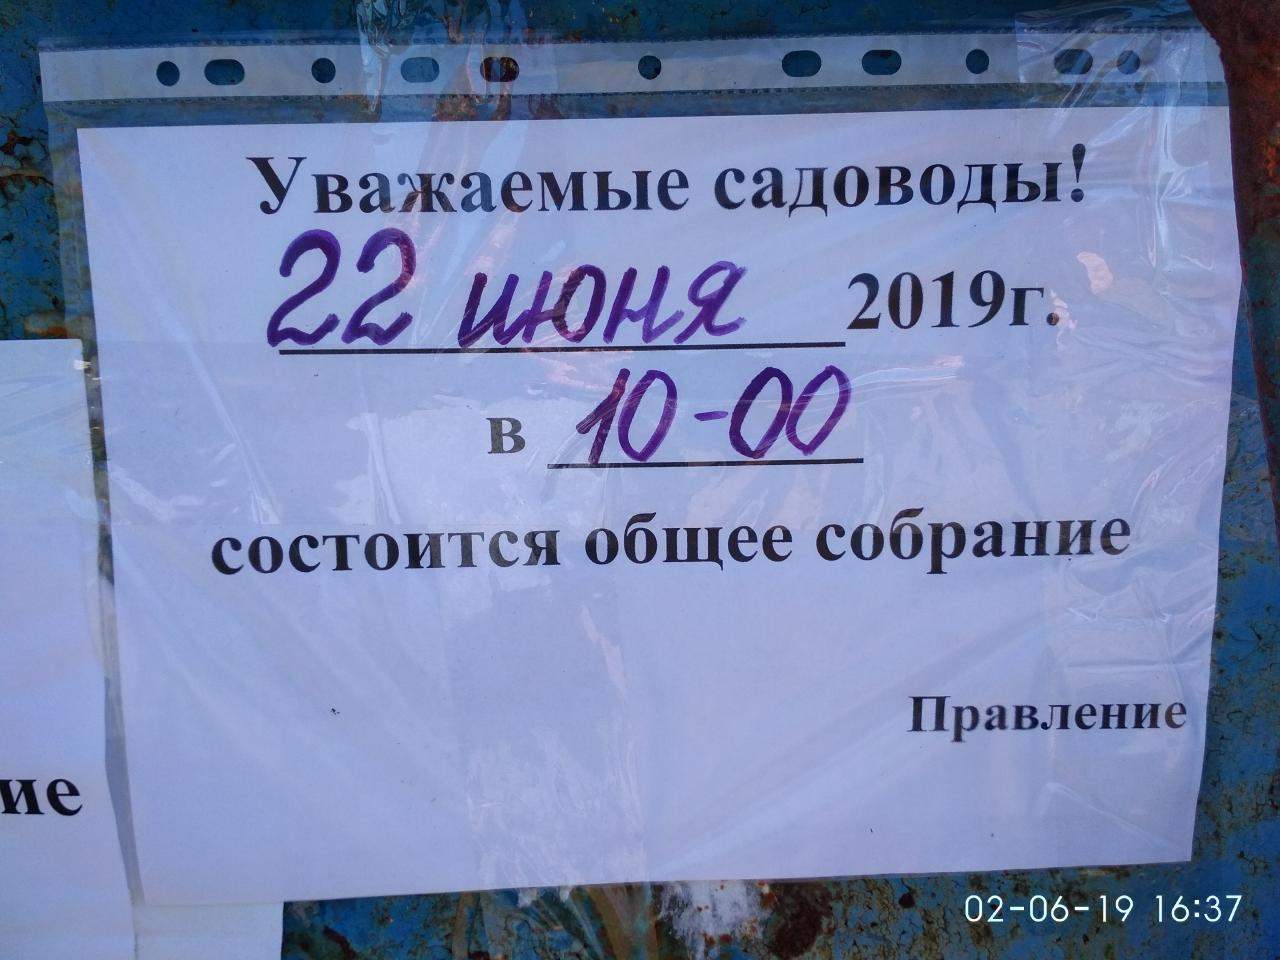 Уважаемые садоводы!
22 июня 2019г.
в 10-00
состоится общее собрание
Правление
ие
02-06-19 16:37